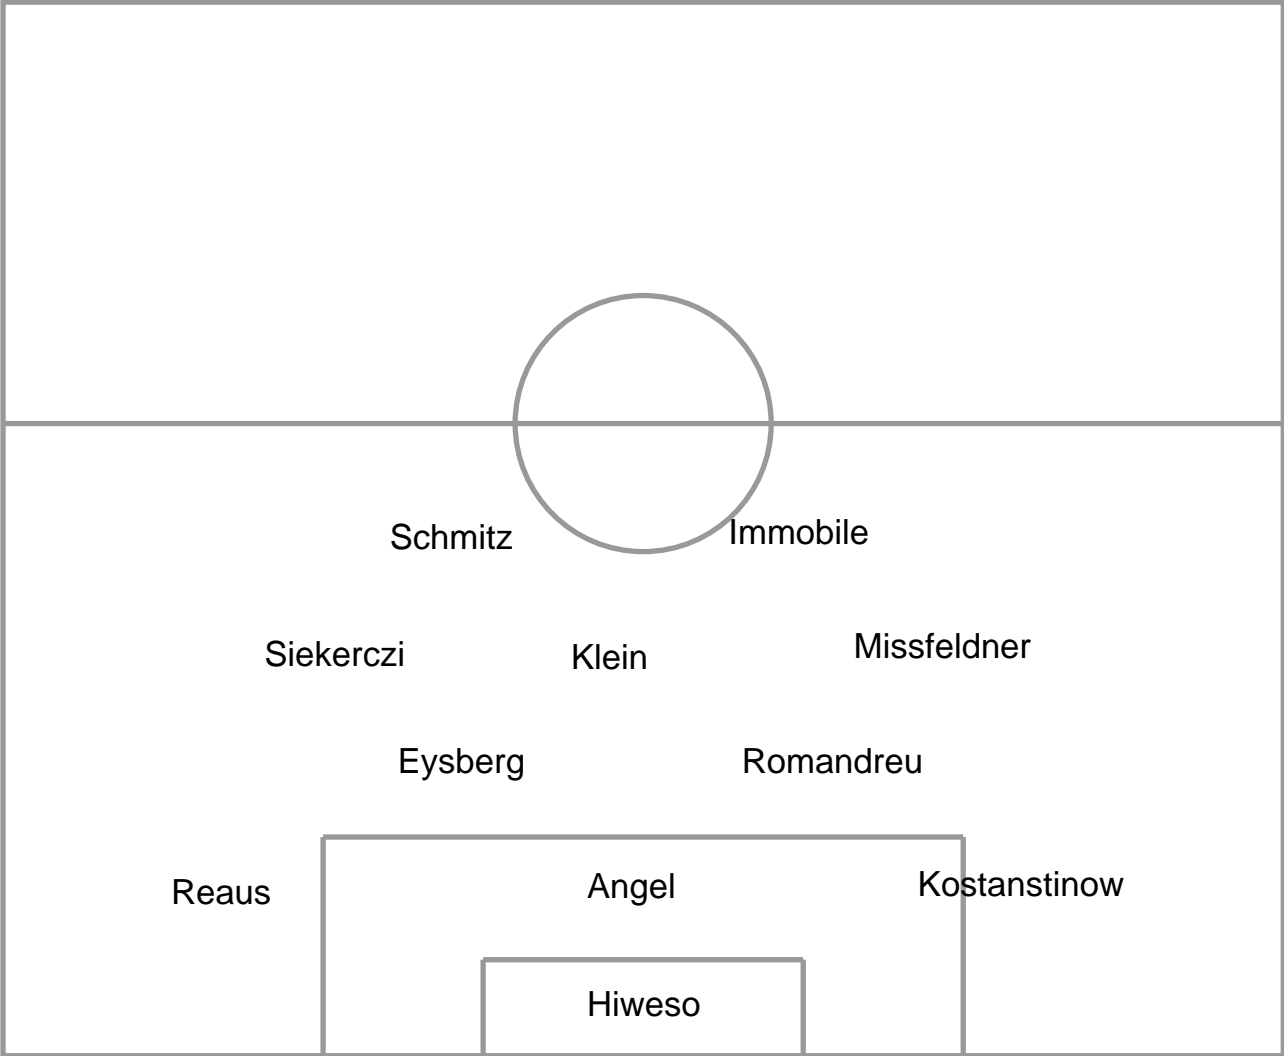 Schmitz
Immobile
Siekerczi
Klein
Missfeldner
Eysberg
Romandreu
Reaus
Angel
Kostanstinow
Hiweso